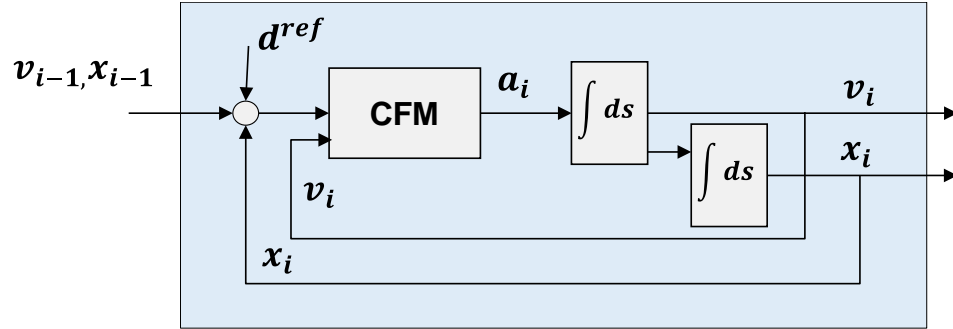 d^{ref}
v_{i-1},x_{i-1}
CFM
a_i
∫ ds
v_i
∫ ds
x_i
v_i
x_i